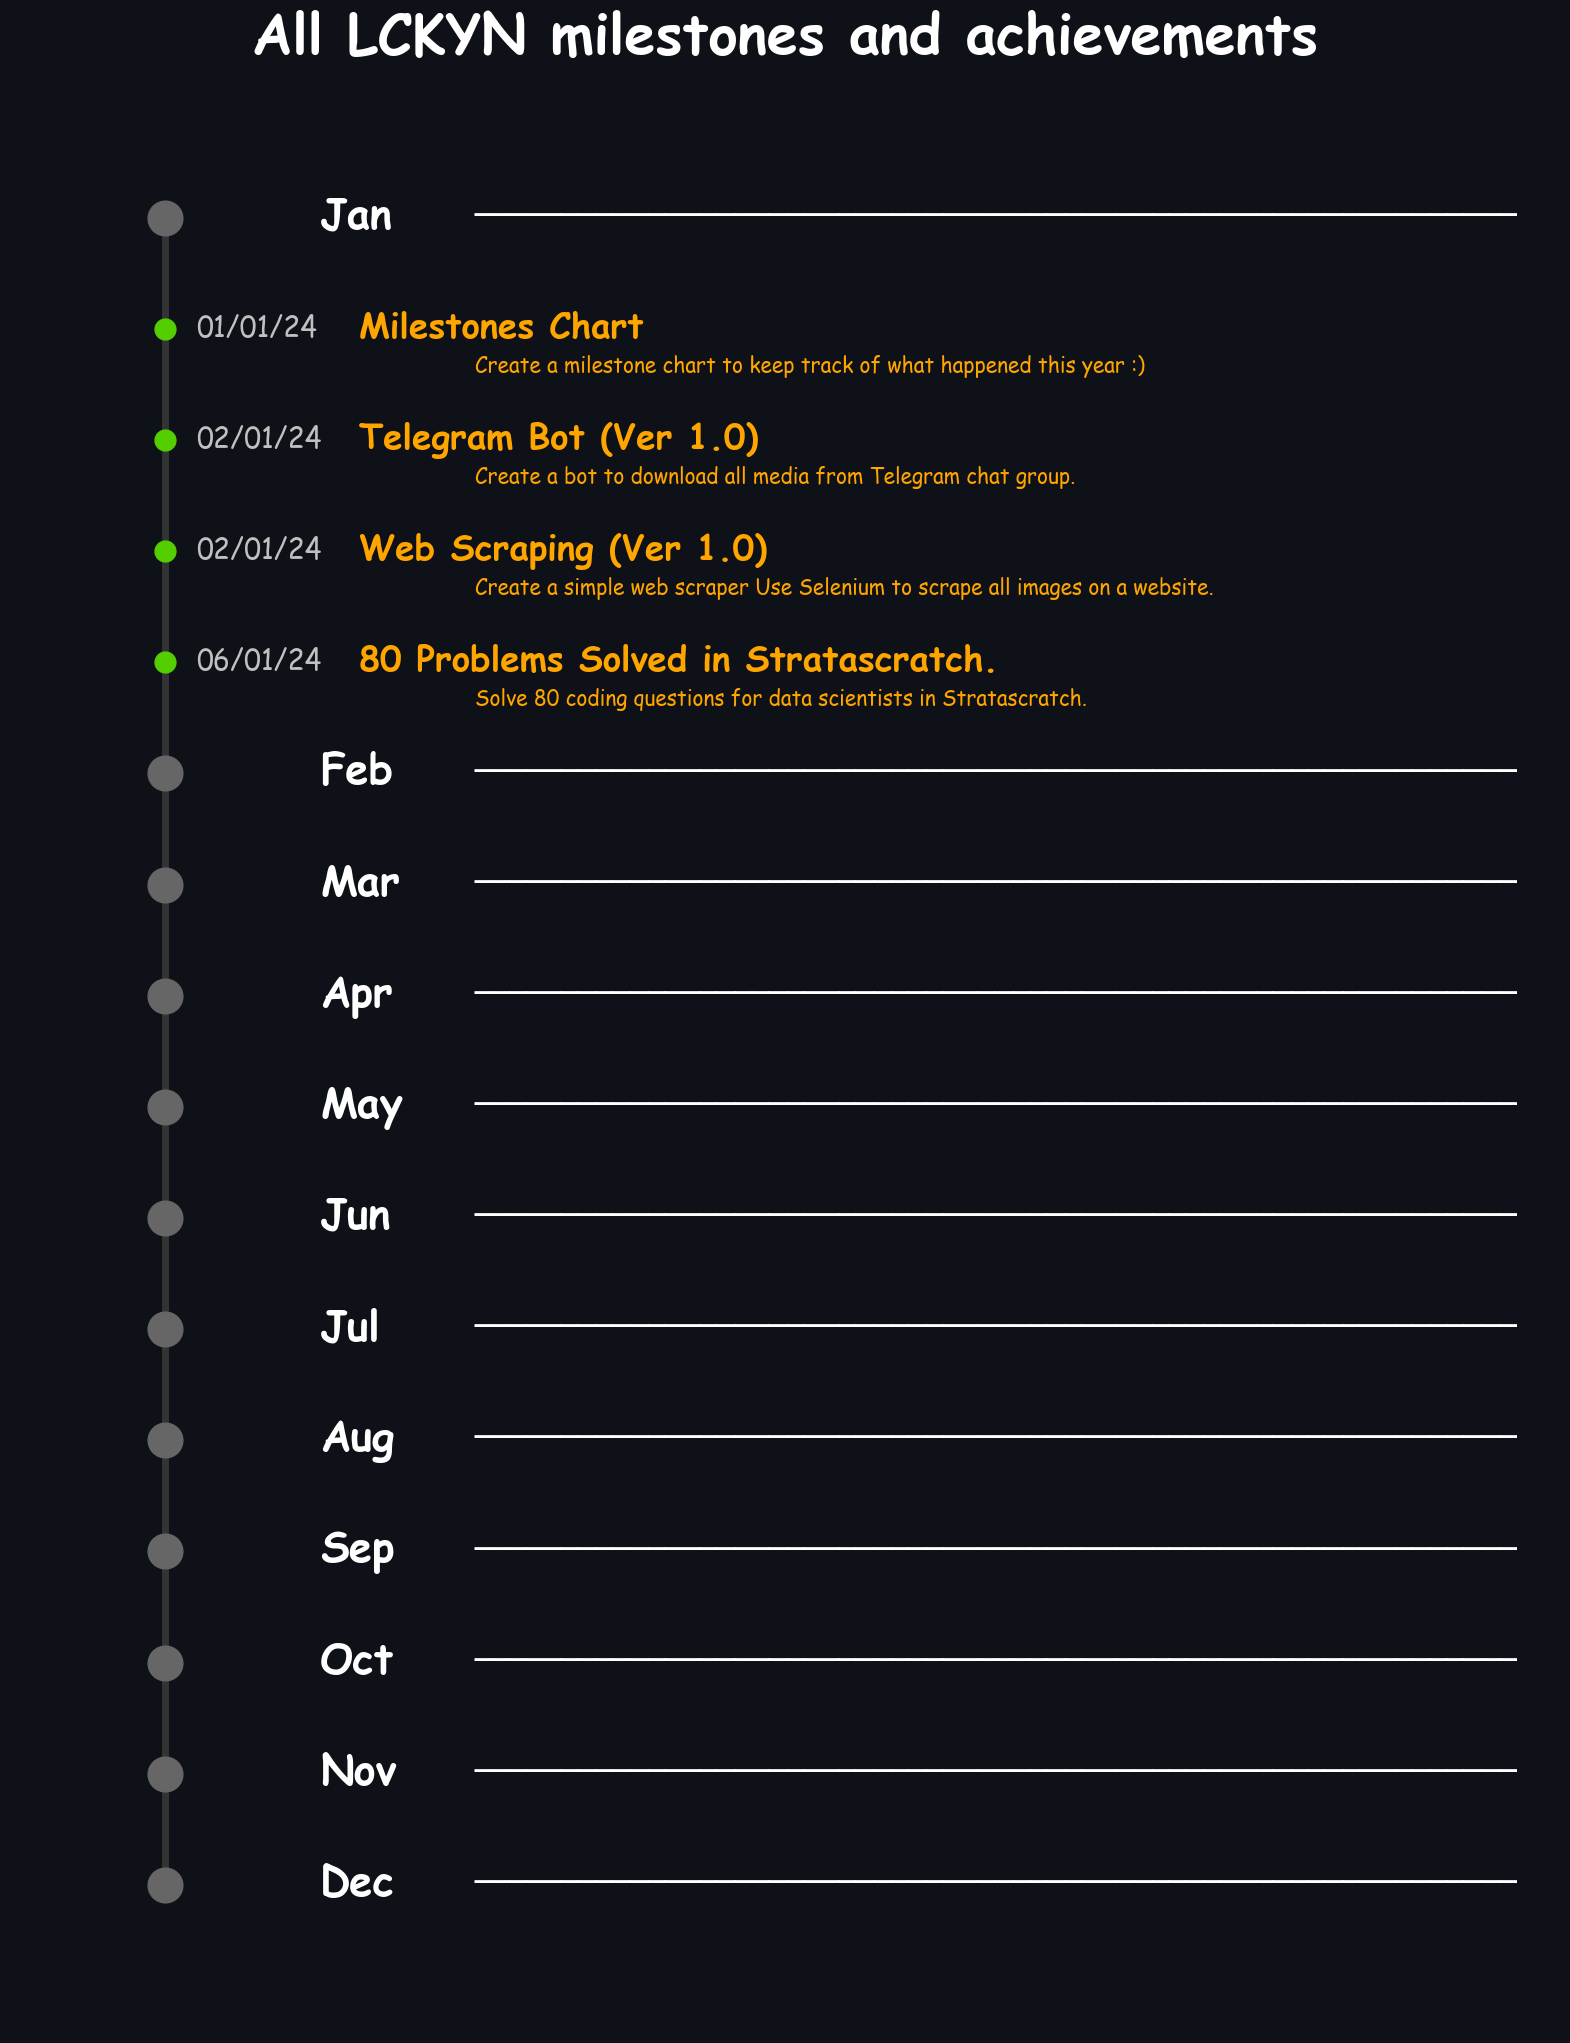 All LCKYN milestones and achievements
Jan
01/01/24 Milestones Chart
Create a milestone chart to keep track of what happened this year :)
02/01/24 Telegram Bot (Ver 1.0)
Create a bot to download all media from Telegram chat group.
02/01/24 Web Scraping (Ver 1.0)
Create a simple web scraper Use Selenium to scrape all images on a website.
06/01/24 80 Problems Solved in Stratascratch.
Solve 80 coding questions for data scientists in Stratascratch.
Feb
Mar
Apr
May
Jun
Jul
Aug
Sep
Oct
Nov
Dec